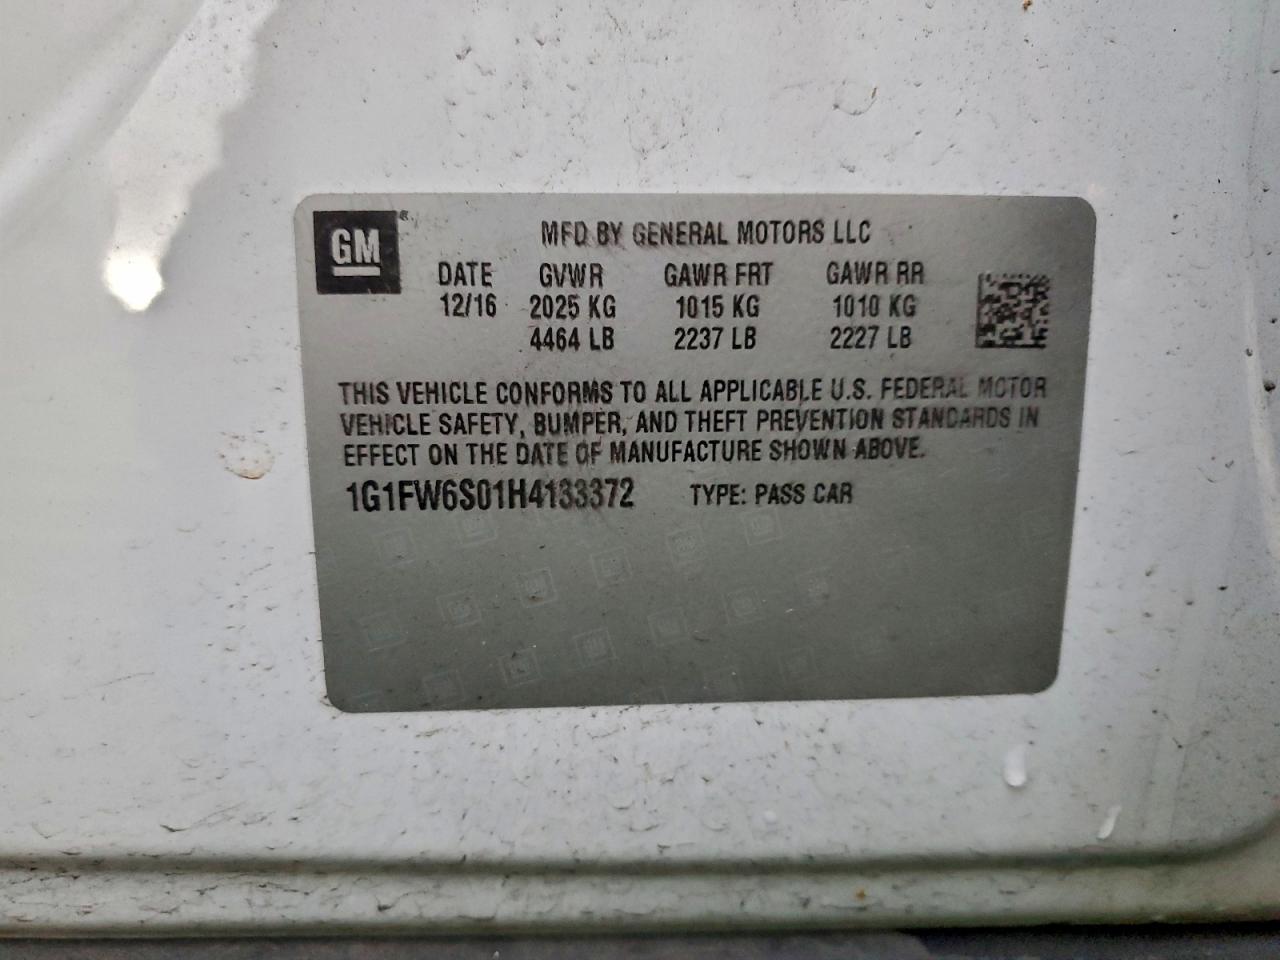 GM®
MFD BY GENERAL MOTORS LLC
DATE GVWR GAWR FRT GAWR RR
12/16 2025 KG 1015 KG 1010 KG
4464 LB 2237 LB 2227 LB
THIS VEHICLE CONFORMS TO ALL APPLICABLE U.S. FEDERAL MOTOR
VEHICLE SAFETY, BUMPER, AND THEFT PREVENTION STANDARDS IN
EFFECT ON THE DATE OF MANUFACTURE SHOWN ABOVE.
1G1FW6S01H4133372 TYPE: PASS CAR